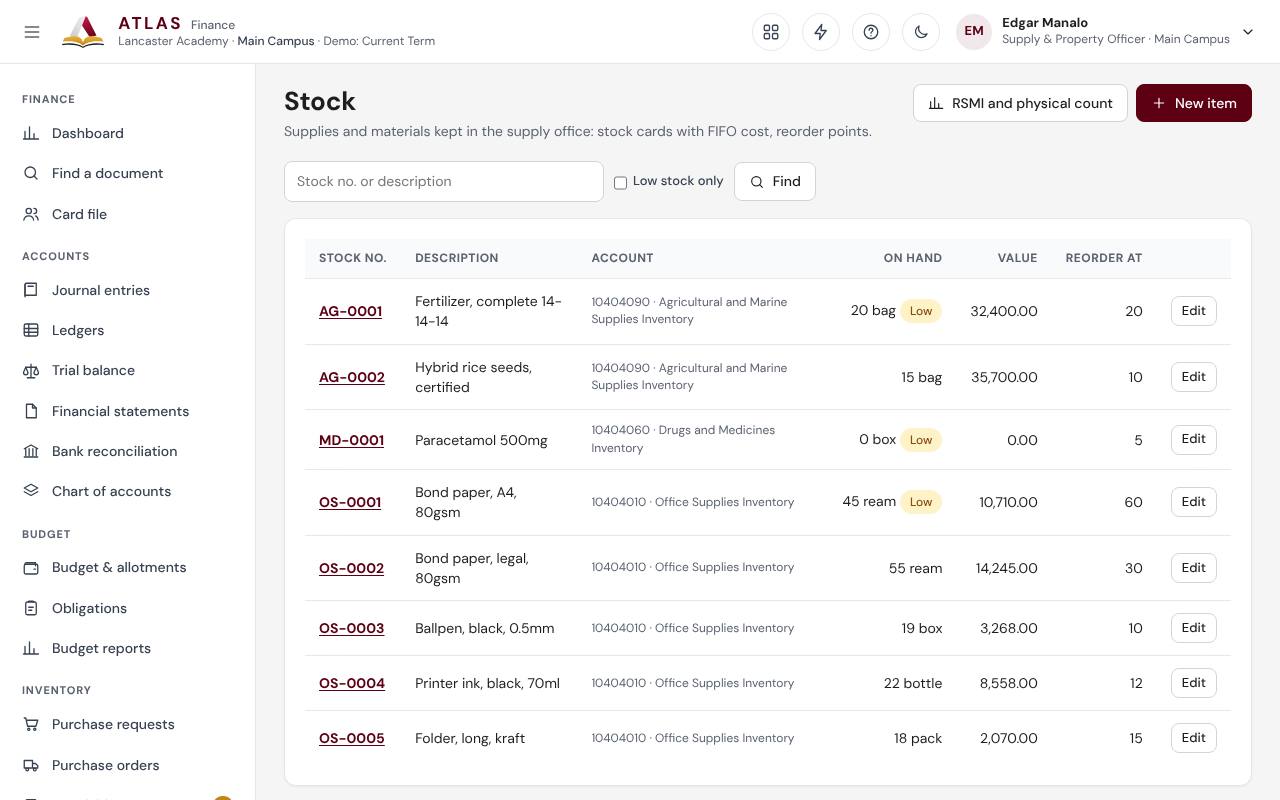 ATLAS Finance
Lancaster Academy · Main Campus · Demo: Current Term
EM
Edgar Manalo
Supply & Property Officer · Main Campus
FINANCE
Dashboard
Find a document
Card file
ACCOUNTS
Journal entries
Ledgers
Trial balance
Financial statements
Bank reconciliation
Chart of accounts
BUDGET
Budget & allotments
Obligations
Budget reports
INVENTORY
Purchase requests
Purchase orders
Stock
Supplies and materials kept in the supply office: stock cards with FIFO cost, reorder points.
RSMI and physical count
New item
Stock no. or description
Low stock only
Find
STOCK NO. DESCRIPTION ACCOUNT ON HAND VALUE REORDER AT
AG-0001 Fertilizer, complete 14-
14-14 10404090 · Agricultural and Marine
Supplies Inventory 20 bag Low 32,400.00 20 Edit
AG-0002 Hybrid rice seeds,
certified 10404090 · Agricultural and Marine
Supplies Inventory 15 bag 35,700.00 10 Edit
MD-0001 Paracetamol 500mg 10404060 · Drugs and Medicines
Inventory 0 box Low 0.00 5 Edit
OS-0001 Bond paper, A4,
80gsm 10404010 · Office Supplies Inventory 45 ream Low 10,710.00 60 Edit
OS-0002 Bond paper, legal,
80gsm 10404010 · Office Supplies Inventory 55 ream 14,245.00 30 Edit
OS-0003 Ballpen, black, 0.5mm 10404010 · Office Supplies Inventory 19 box 3,268.00 10 Edit
OS-0004 Printer ink, black, 70ml 10404010 · Office Supplies Inventory 22 bottle 8,558.00 12 Edit
OS-0005 Folder, long, kraft 10404010 · Office Supplies Inventory 18 pack 2,070.00 15 Edit